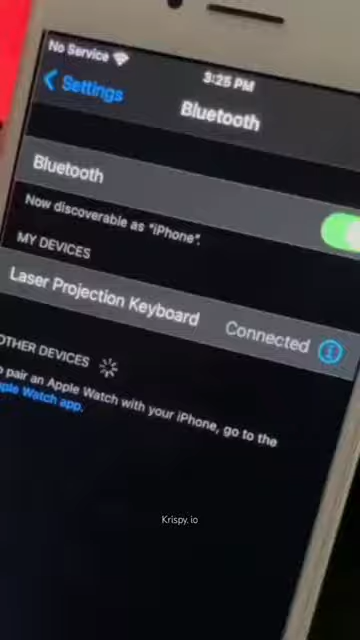 No Service
3:25 PM
Settings
Bluetooth
Bluetooth
Now discoverable as "iPhone".
MY DEVICES
Laser Projection Keyboard Connected
OTHER DEVICES
pair an Apple Watch with your iPhone, go to the
Watch app.
Krispy.io